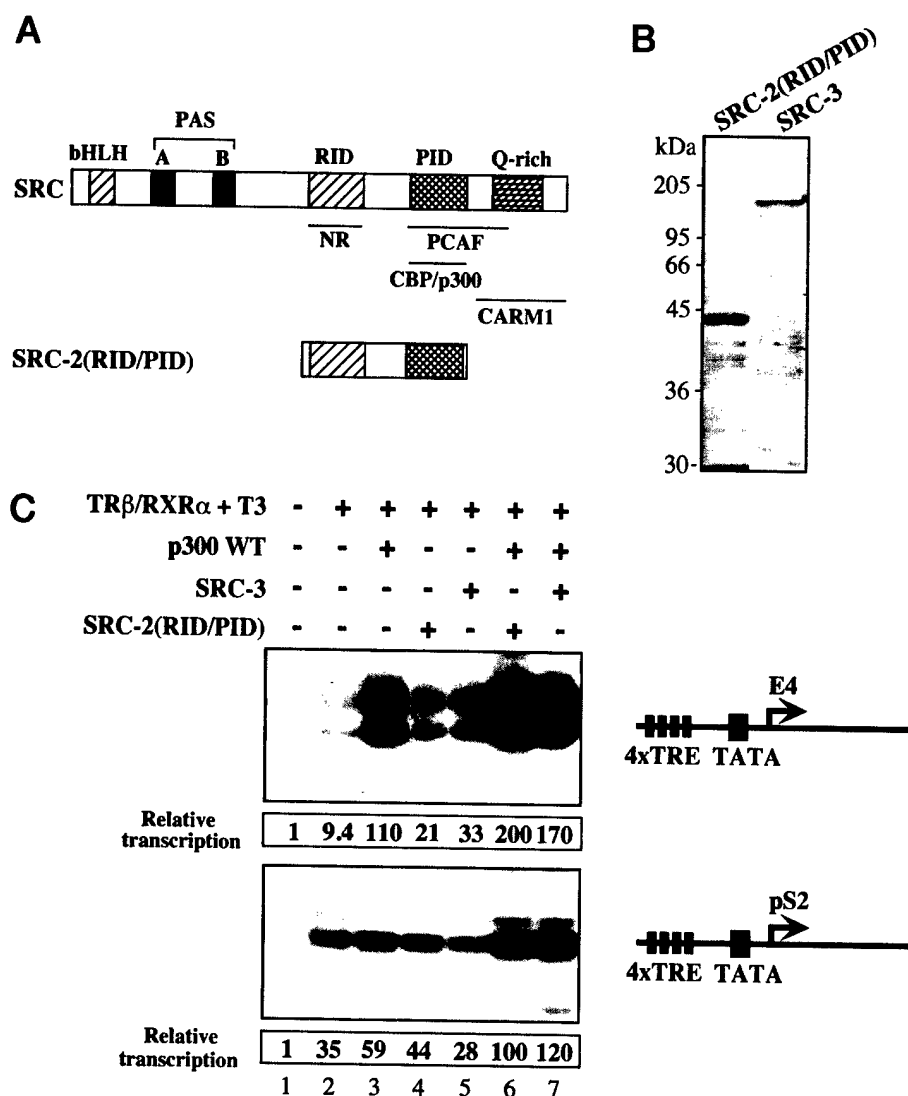 A
PAS
bHLH A B RID PID Q-rich
SRC
NR PCAF
CBP/p300
CARM1
SRC-2(RID/PID)
B
SRC-2(RID/PID)
SRC-3
kDa
205
95
66
45
36
30-
C
TRβ/RXRα + T3 - + + + + + +
p300 WT - - + - - + +
SRC-3 - - - - + - +
SRC-2(RID/PID) - - - + - + -
E4
4xTRE TATA
Relative
transcription
1 9.4 110 21 33 200 170
pS2
4xTRE TATA
Relative
transcription
1 35 59 44 28 100 120
1 2 3 4 5 6 7